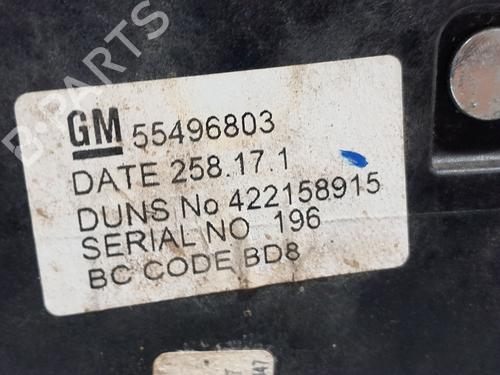 B-PARTS
GM 55496803
DATE 258.17.1
DUNS No 422158915
SERIAL NO 196
BC CODE BD8